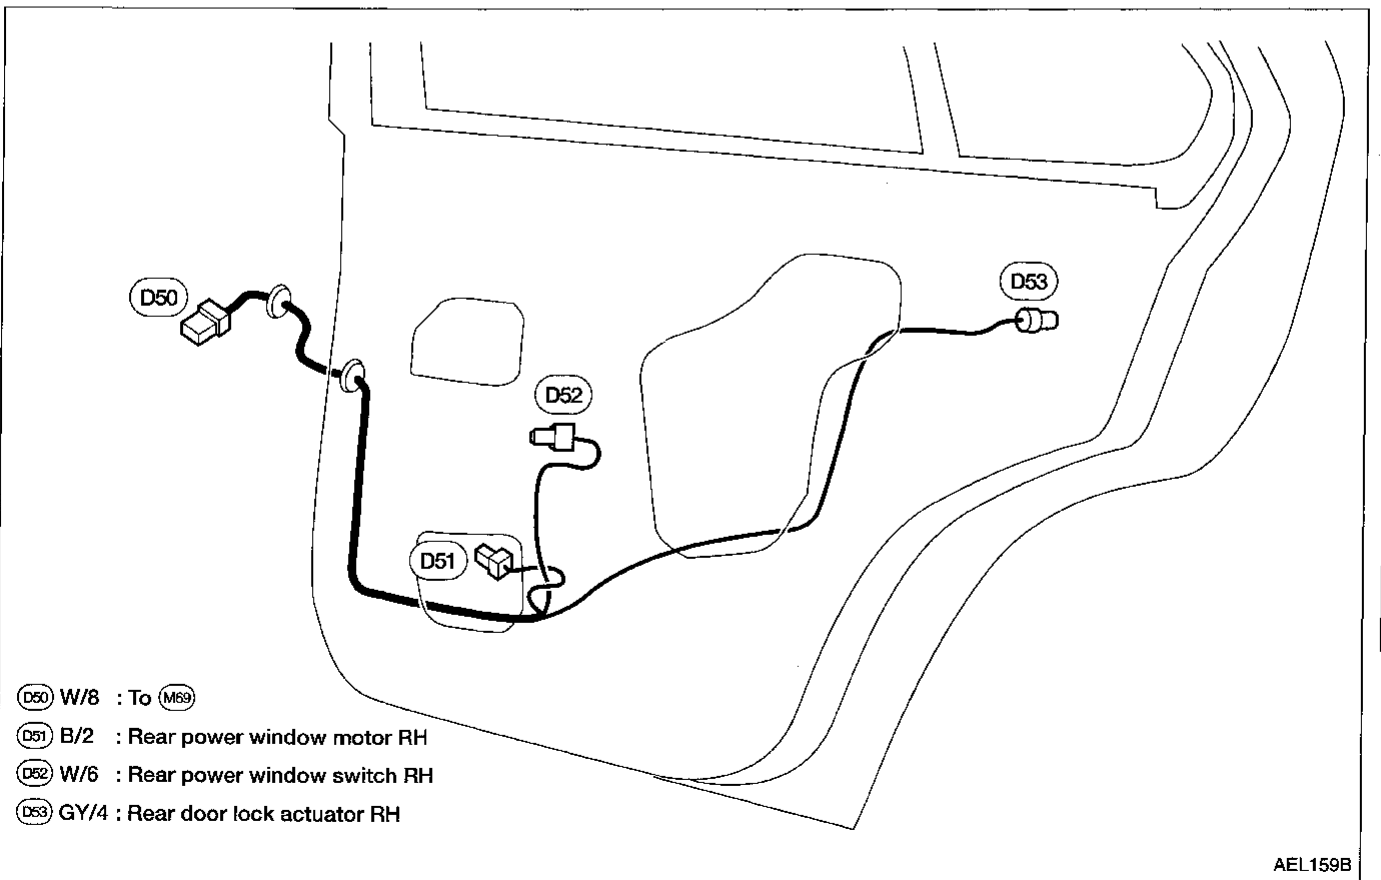 D50
D53
D52
D51
D50 W/8 : To M69
D51 B/2 : Rear power window motor RH
D52 W/6 : Rear power window switch RH
D53 GY/4 : Rear door lock actuator RH
AEL159B